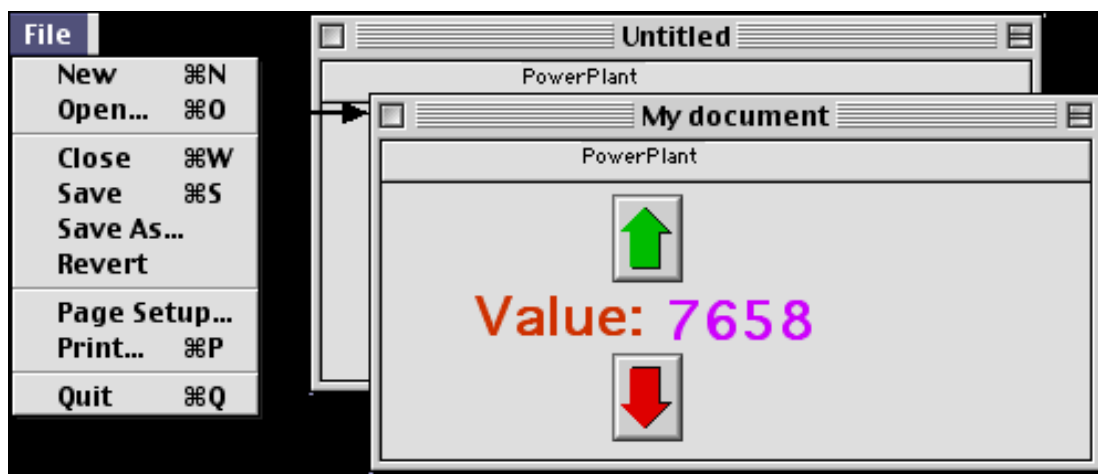 File
New ⌘N
Open... ⌘O
Close ⌘W
Save ⌘S
Save As...
Revert
Page Setup...
Print... ⌘P
Quit ⌘Q
Untitled
PowerPlant
My document
PowerPlant
Value: 7658